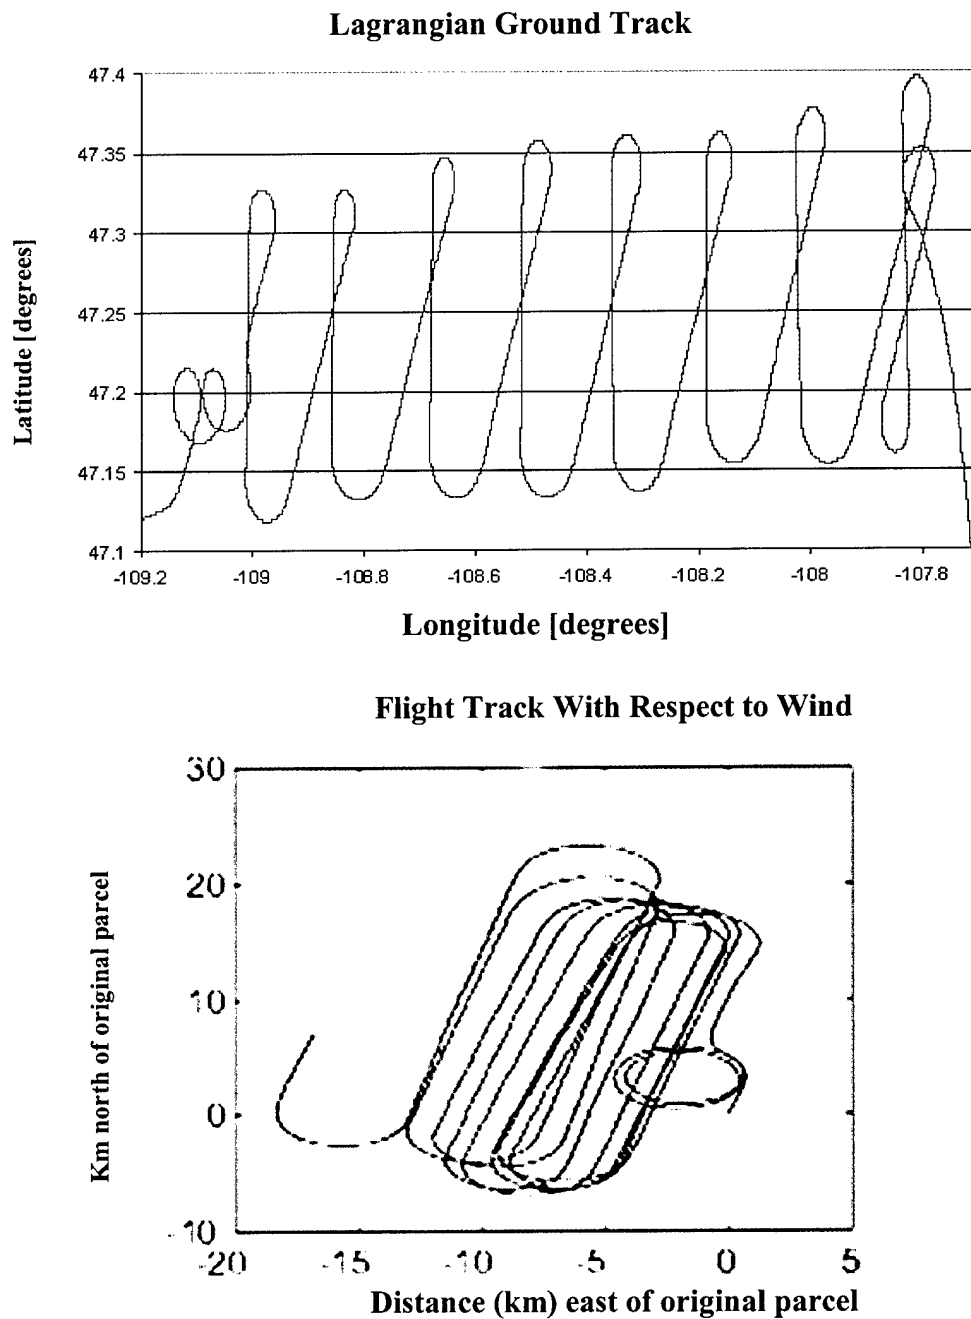 Lagrangian Ground Track
47.4
47.35
47.3
47.25
47.2
47.15
47.1
Latitude [degrees]
-109.2 -109 -108.8 -108.6 -108.4 -108.2 -108 -107.8
Longitude [degrees]
Flight Track With Respect to Wind
30
20
10
0
-10
Km north of original parcel
-20 -15 -10 -5 0 5
Distance (km) east of original parcel